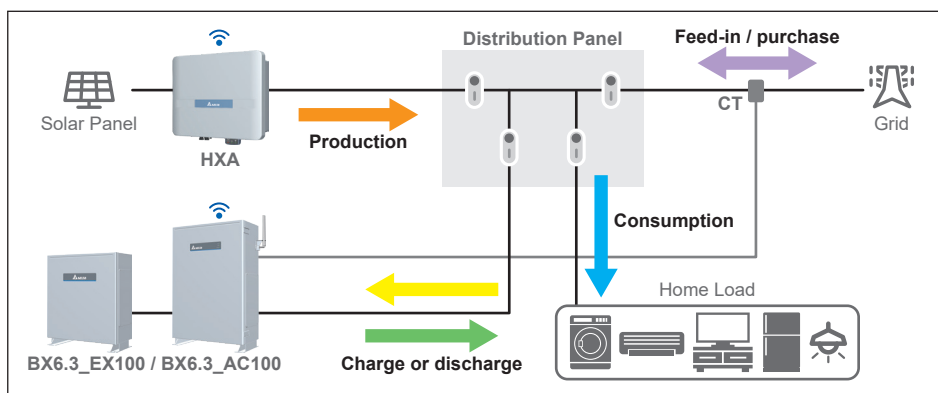 Distribution Panel
Feed-in / purchase
Solar Panel
HXA
Production
CT
Grid
Consumption
Home Load
BX6.3_EX100 / BX6.3_AC100
Charge or discharge